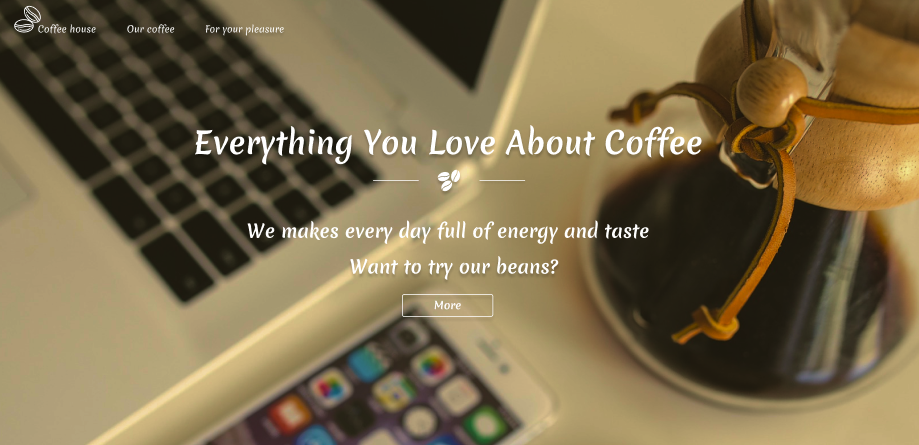 Coffee house Our coffee For your pleasure
Everything You Love About Coffee
We makes every day full of energy and taste
Want to try our beans?
More